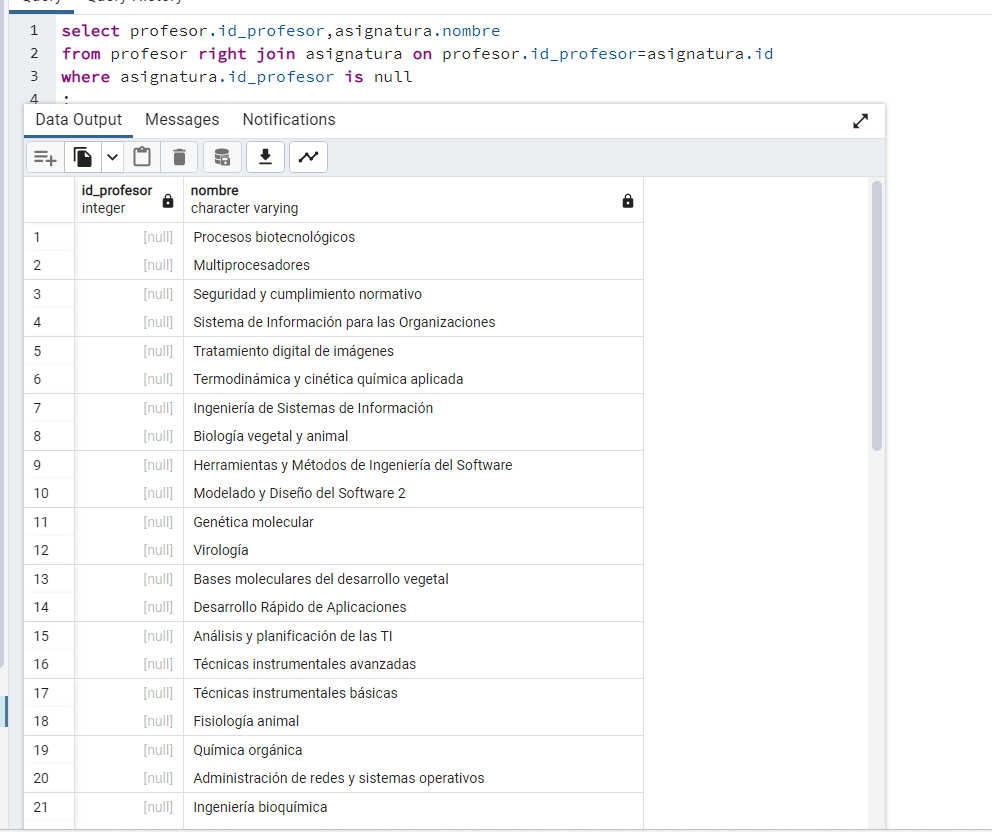 Query Query History
1 select profesor.id_profesor,asignatura.nombre
2 from profesor right join asignatura on profesor.id_profesor=asignatura.id
3 where asignatura.id_profesor is null
4 ;
Data Output Messages Notifications
id_profesor nombre
integer character varying
1 [null] Procesos biotecnológicos
2 [null] Multiprocesadores
3 [null] Seguridad y cumplimiento normativo
4 [null] Sistema de Información para las Organizaciones
5 [null] Tratamiento digital de imágenes
6 [null] Termodinámica y cinética química aplicada
7 [null] Ingeniería de Sistemas de Información
8 [null] Biología vegetal y animal
9 [null] Herramientas y Métodos de Ingeniería del Software
10 [null] Modelado y Diseño del Software 2
11 [null] Genética molecular
12 [null] Virología
13 [null] Bases moleculares del desarrollo vegetal
14 [null] Desarrollo Rápido de Aplicaciones
15 [null] Análisis y planificación de las TI
16 [null] Técnicas instrumentales avanzadas
17 [null] Técnicas instrumentales básicas
18 [null] Fisiología animal
19 [null] Química orgánica
20 [null] Administración de redes y sistemas operativos
21 [null] Ingeniería bioquímica